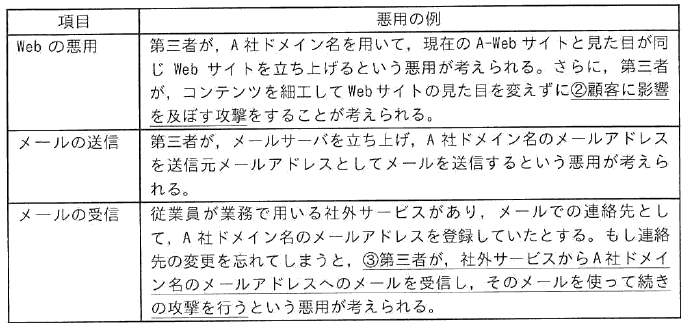 項目
悪用の例
Web の悪用
第三者が，A 社ドメイン名を用いて，現在の A-Web サイトと見た目が同
じ Web サイトを立ち上げるという悪用が考えられる。さらに，第三者
が，コンテンツを細工して Web サイトの見た目を変えずに②顧客に影響
を及ぼす攻撃をすることが考えられる。
メールの送信
第三者が，メールサーバを立ち上げ，A 社ドメイン名のメールアドレス
を送信元メールアドレスとしてメールを送信するという悪用が考えら
れる。
メールの受信
従業員が業務で用いる社外サービスがあり，メールでの連絡先とし
て，A 社ドメイン名のメールアドレスを登録していたとする。もし連絡
先の変更を忘れてしまうと，③第三者が，社外サービスから A 社ドメイ
ン名のメールアドレスへのメールを受信し，そのメールを使って続き
の攻撃を行うという悪用が考えられる。